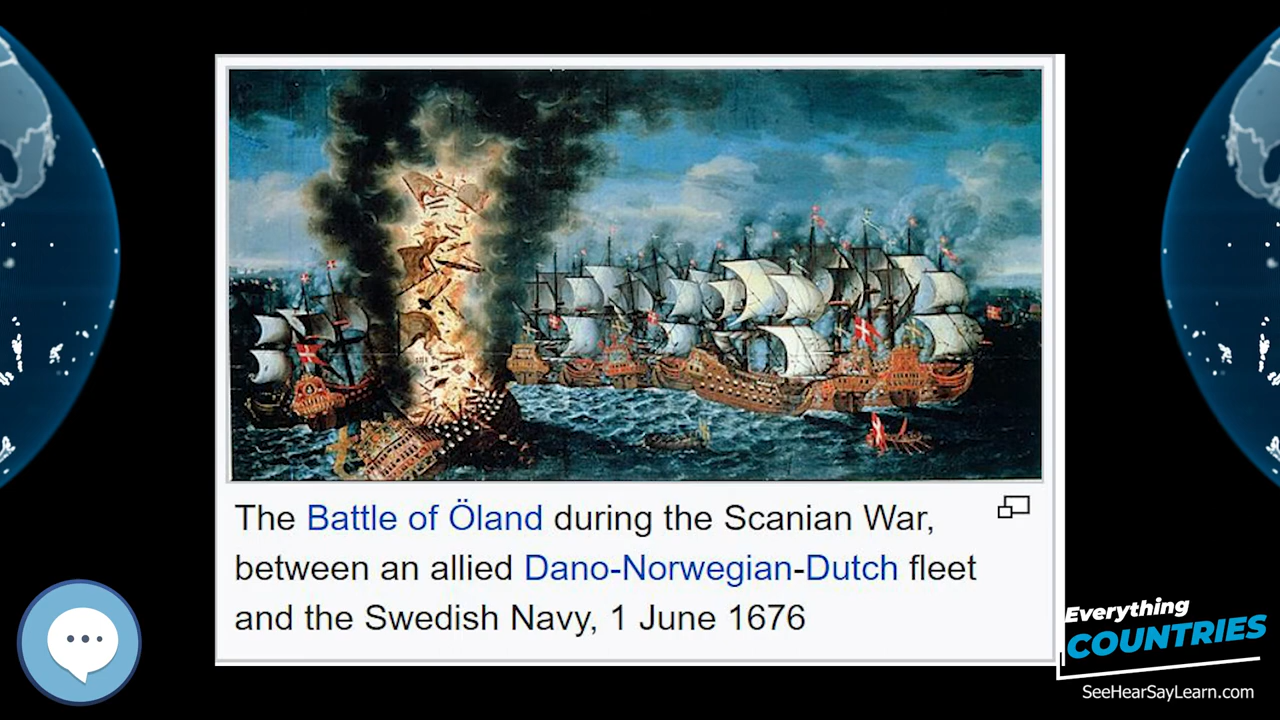 The Battle of Öland during the Scanian War,
between an allied Dano-Norwegian-Dutch fleet
and the Swedish Navy, 1 June 1676
Everything
COUNTRIES
SeeHearSayLearn.com